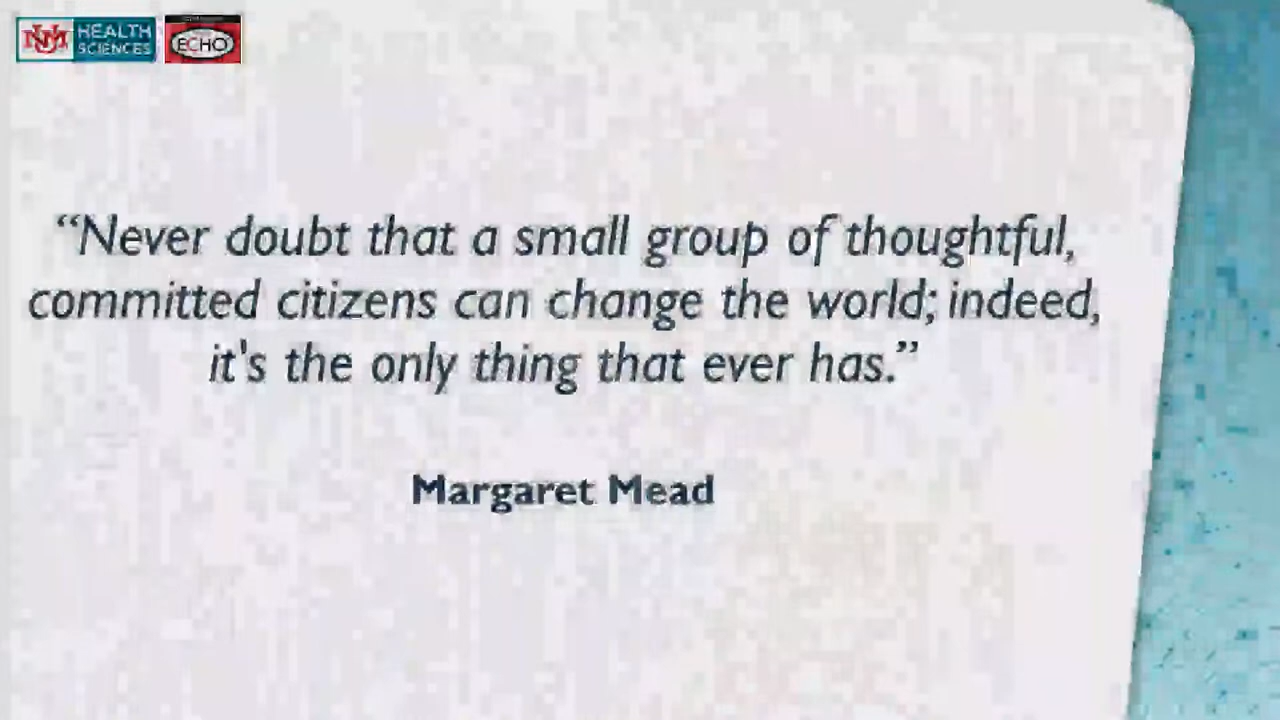 UNM HEALTH
SCIENCES
ECHO
“Never doubt that a small group of thoughtful,
committed citizens can change the world; indeed,
it's the only thing that ever has.”
Margaret Mead